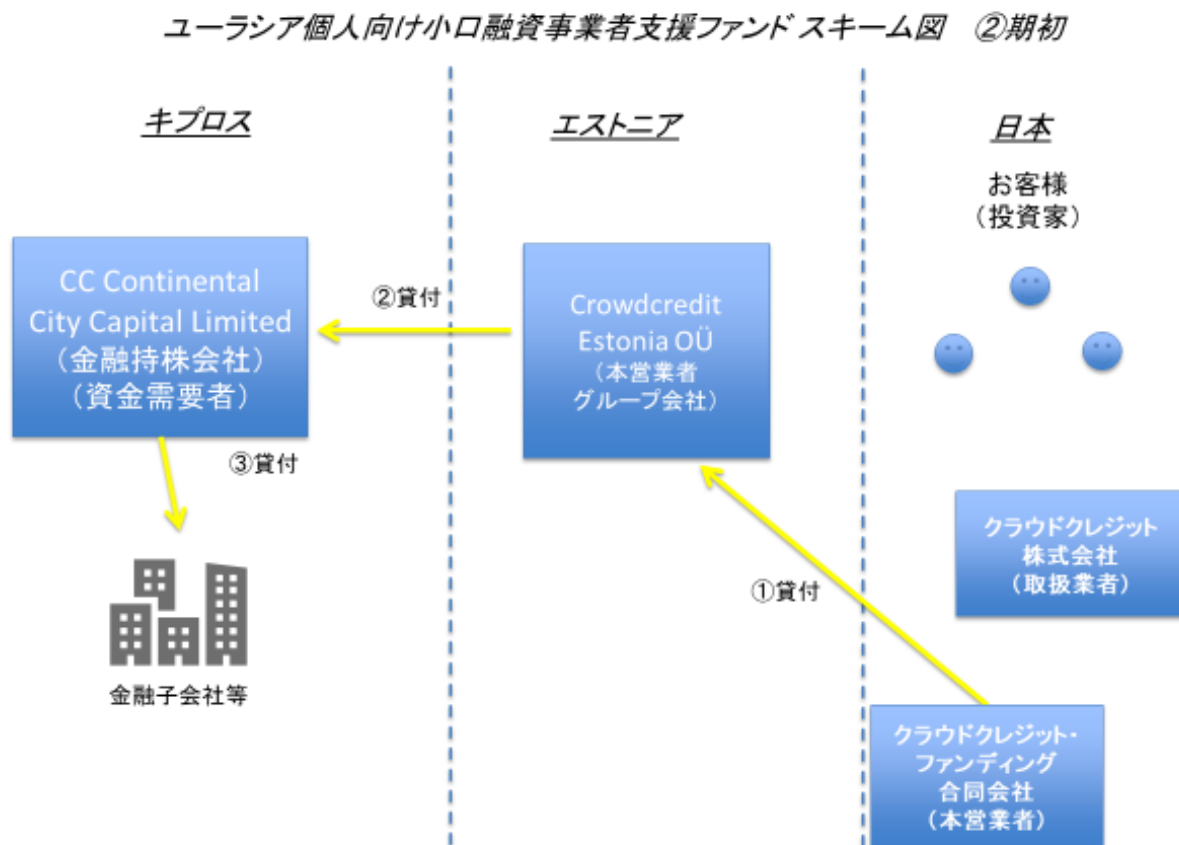 ユーラシア個人向け小口融資事業者支援ファンド スキーム図　②期初
キプロス
エストニア
日本
お客様
（投資家）
CC Continental
City Capital Limited
（金融持株会社）
（資金需要者）
②貸付
Crowdcredit
Estonia OÜ
（本営業者
グループ会社）
③貸付
クラウドクレジット
株式会社
（取扱業者）
①貸付
金融子会社等
クラウドクレジット・
ファンディング
合同会社
（本営業者）